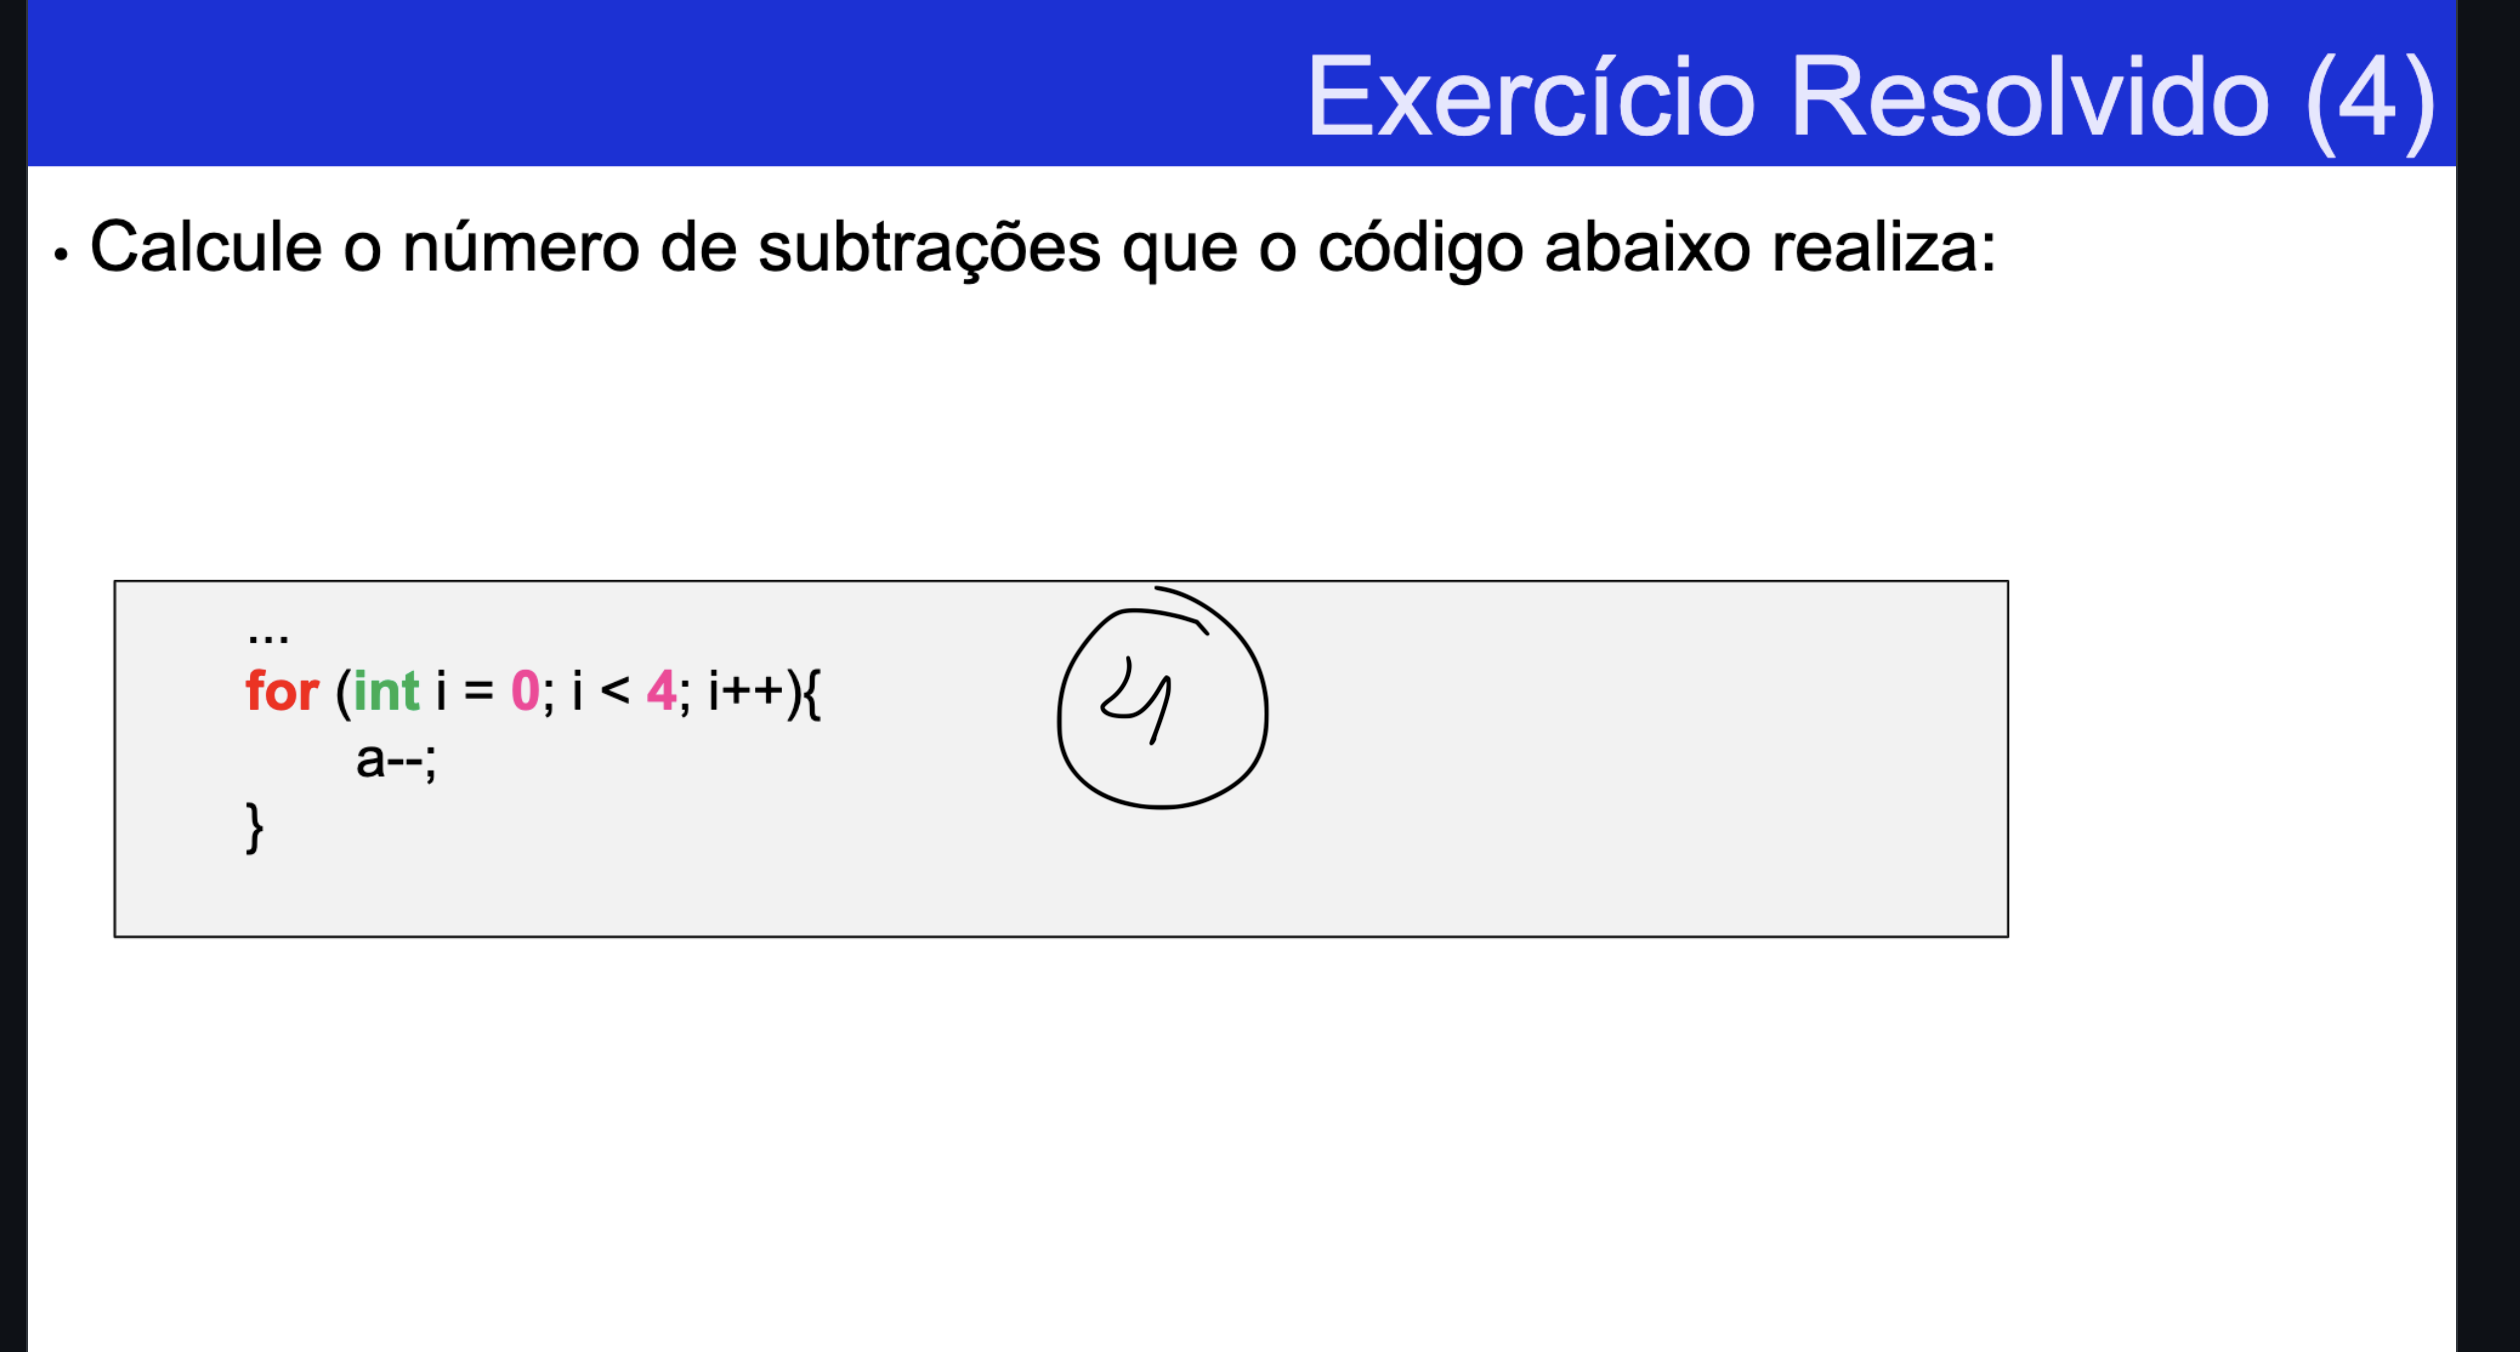 Exercício Resolvido (4)
• Calcule o número de subtrações que o código abaixo realiza:
...
for (int i = 0; i < 4; i++){
a--;
}
4